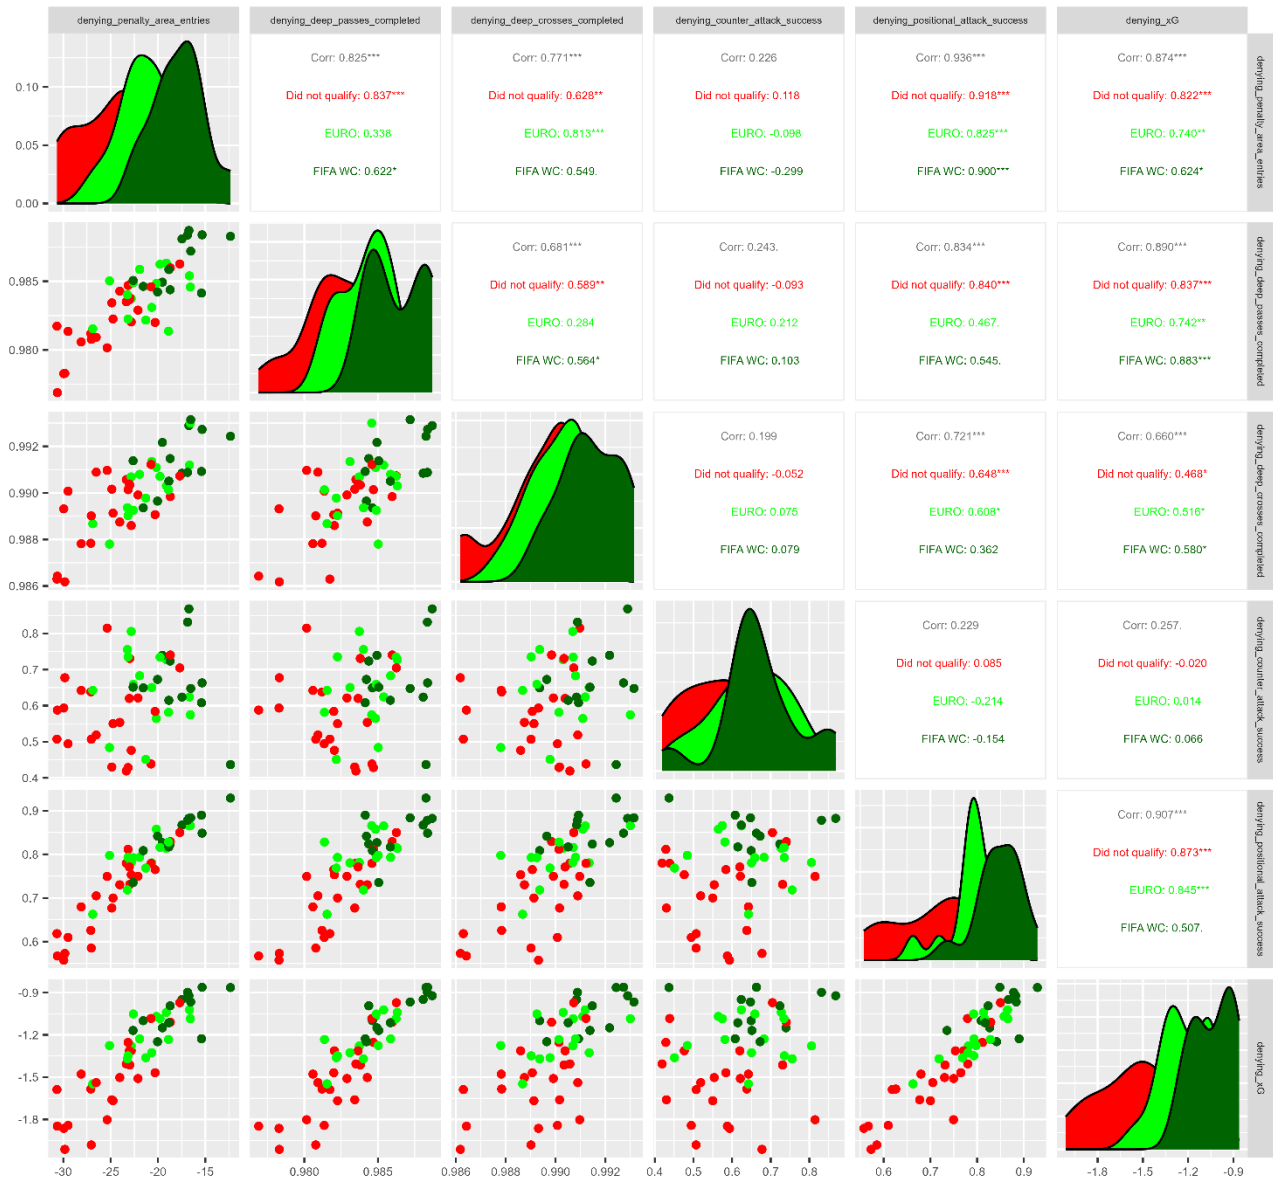 denying_penalty_area_entries denying_deep_passes_completed denying_deep_crosses_completed denying_counter_attack_success denying_positional_attack_success denying_xG
0.10
0.05
0.00
Corr: 0.825***
Did not qualify: 0.837***
EURO: 0.338
FIFA WC: 0.622*
Corr: 0.771***
Did not qualify: 0.628**
EURO: 0.813***
FIFA WC: 0.549.
Corr: 0.226
Did not qualify: 0.118
EURO: -0.098
FIFA WC: -0.299
Corr: 0.936***
Did not qualify: 0.918***
EURO: 0.825***
FIFA WC: 0.900***
Corr: 0.874***
Did not qualify: 0.822***
EURO: 0.740**
FIFA WC: 0.624*
denying_penalty_area_entries
0.985
0.980
Corr: 0.681***
Did not qualify: 0.589**
EURO: 0.284
FIFA WC: 0.564*
Corr: 0.243.
Did not qualify: -0.093
EURO: 0.212
FIFA WC: 0.103
Corr: 0.834***
Did not qualify: 0.840***
EURO: 0.467.
FIFA WC: 0.545.
Corr: 0.890***
Did not qualify: 0.837***
EURO: 0.742**
FIFA WC: 0.883***
denying_deep_passes_completed
0.992
0.990
0.988
0.986
Corr: 0.199
Did not qualify: -0.052
EURO: 0.075
FIFA WC: 0.079
Corr: 0.721***
Did not qualify: 0.648***
EURO: 0.608*
FIFA WC: 0.362
Corr: 0.660***
Did not qualify: 0.468*
EURO: 0.516*
FIFA WC: 0.580*
denying_deep_crosses_completed
0.8
0.7
0.6
0.5
0.4
Corr: 0.229
Did not qualify: 0.085
EURO: -0.214
FIFA WC: -0.154
Corr: 0.257.
Did not qualify: -0.020
EURO: 0.014
FIFA WC: 0.066
denying_counter_attack_success
0.9
0.8
0.7
0.6
Corr: 0.907***
Did not qualify: 0.873***
EURO: 0.845***
FIFA WC: 0.507.
denying_positional_attack_success
-0.9
-1.2
-1.5
-1.8
denying_xG
-30 -25 -20 -15 0.980 0.985 0.986 0.988 0.990 0.992 0.4 0.5 0.6 0.7 0.8 0.6 0.7 0.8 0.9 -1.8 -1.5 -1.2 -0.9